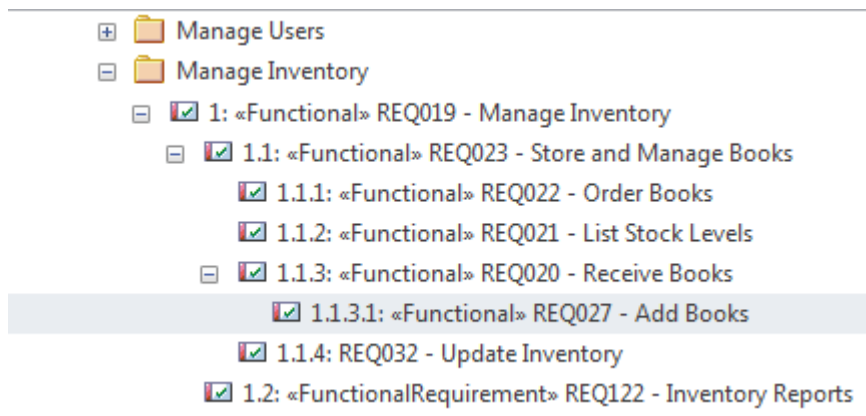 Manage Users
Manage Inventory
1: «Functional» REQ019 - Manage Inventory
1.1: «Functional» REQ023 - Store and Manage Books
1.1.1: «Functional» REQ022 - Order Books
1.1.2: «Functional» REQ021 - List Stock Levels
1.1.3: «Functional» REQ020 - Receive Books
1.1.3.1: «Functional» REQ027 - Add Books
1.1.4: REQ032 - Update Inventory
1.2: «FunctionalRequirement» REQ122 - Inventory Reports